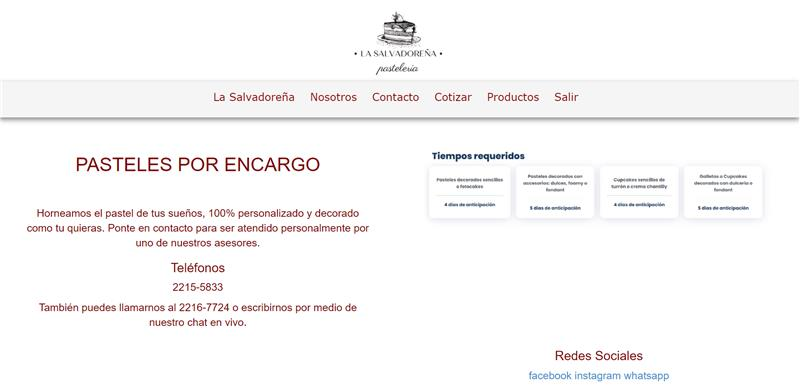 • LA SALVADOREÑA •
pastelería
La Salvadoreña Nosotros Contacto Cotizar Productos Salir
PASTELES POR ENCARGO
Horneamos el pastel de tus sueños, 100% personalizado y decorado
como tu quieras. Ponte en contacto para ser atendido personalmente por
uno de nuestros asesores.
Teléfonos
2215-5833
También puedes llamarnos al 2216-7724 o escribirnos por medio de
nuestro chat en vivo.
Tiempos requeridos
Pasteles decorados sencillos
o fotocakes
4 días de anticipación
Pasteles decorados con
accesorios: dulces, foamy o
fondant
5 días de anticipación
Cupcakes sencillos de
turrón o crema chantilly
4 días de anticipación
Galletas o Cupcakes
decorados con dulcería o
fondant
5 días de anticipación
Redes Sociales
facebook instagram whatsapp